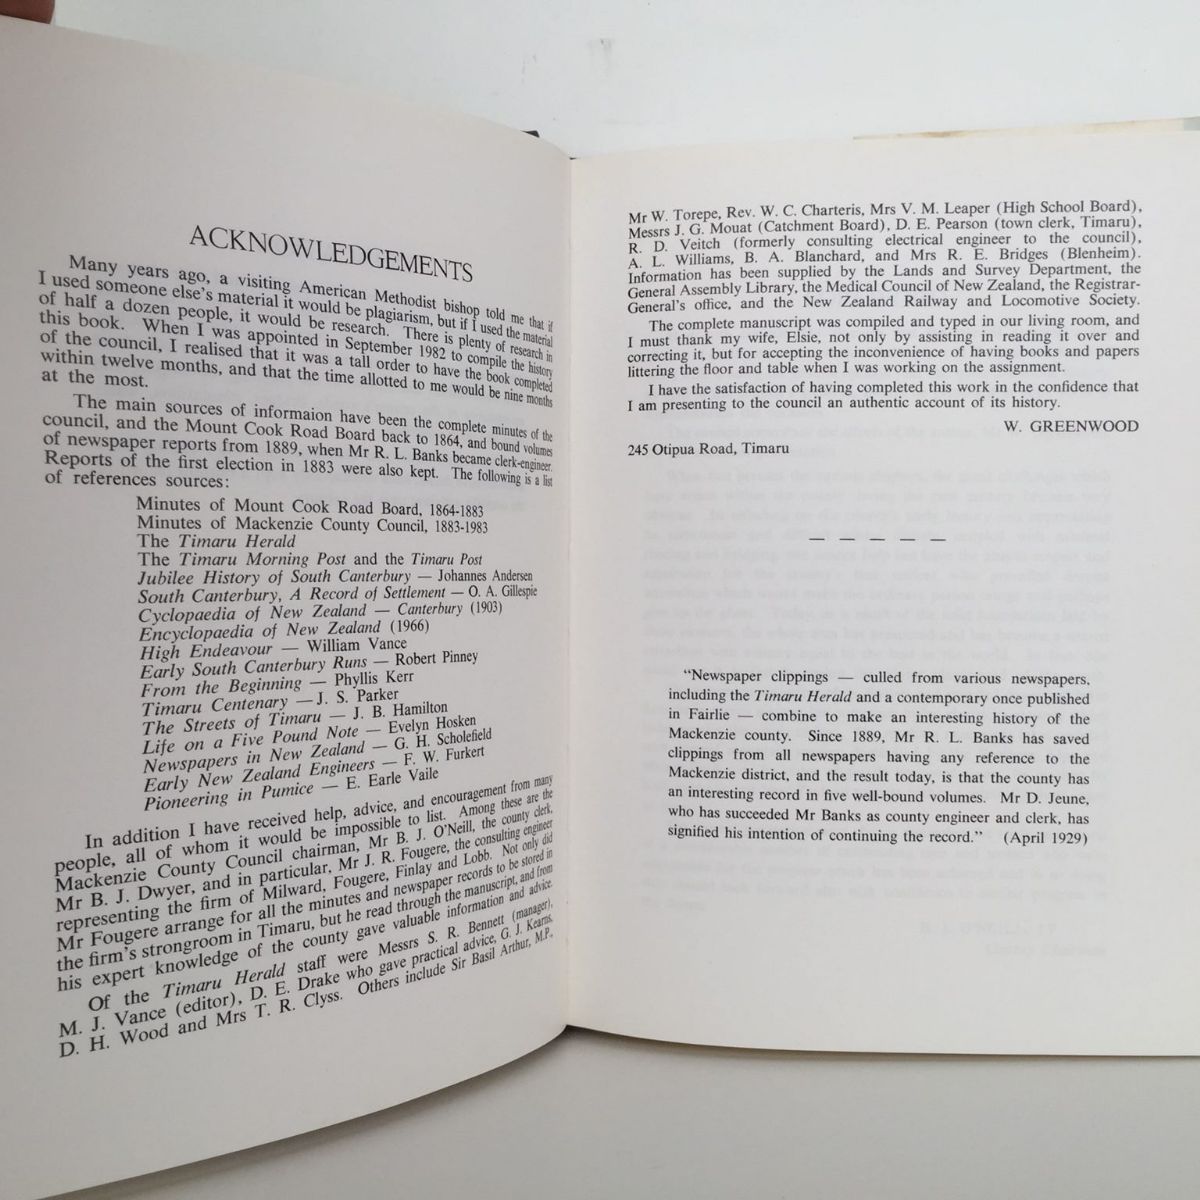 ACKNOWLEDGEMENTS
Many years ago, a visiting American Methodist bishop told me that if
I used someone else's material it would be plagiarism, but if I used the material
of half a dozen people, it would be research. There is plenty of research in
this book. When I was appointed in September 1982 to compile the history
of the council, I realised that it was a tall order to have the book completed
within twelve months, and that the time allotted to me would be nine months
at the most.
The main sources of informaion have been the complete minutes of the
council, and the Mount Cook Road Board back to 1864, and bound volumes
of newspaper reports from 1889, when Mr R. L. Banks became clerk-engineer.
Reports of the first election in 1883 were also kept. The following is a list
of references sources:
Minutes of Mount Cook Road Board, 1864-1883
Minutes of Mackenzie County Council, 1883-1983
The Timaru Herald
The Timaru Morning Post and the Timaru Post
Jubilee History of South Canterbury — Johannes Andersen
South Canterbury, A Record of Settlement — O. A. Gillespie
Cyclopaedia of New Zealand — Canterbury (1903)
Encyclopaedia of New Zealand (1966)
High Endeavour — William Vance
Early South Canterbury Runs — Robert Pinney
From the Beginning — Phyllis Kerr
Timaru Centenary — J. S. Parker
The Streets of Timaru — J. B. Hamilton
Life on a Five Pound Note — Evelyn Hosken
Newspapers in New Zealand — G. H. Scholefield
Early New Zealand Engineers — F. W. Furkert
Pioneering in Pumice — E. Earle Vaile
In addition I have received help, advice, and encouragement from many
people, all of whom it would be impossible to list. Among these are the
Mackenzie County Council chairman, Mr B. J. O'Neill, the county clerk,
Mr B. J. Dwyer, and in particular, Mr J. R. Fougere, the consulting engineer
representing the firm of Milward, Fougere, Finlay and Lobb. Not only did
Mr Fougere arrange for all the minutes and newspaper records to be stored in
the firm's strongroom in Timaru, but he read through the manuscript, and from
his expert knowledge of the county gave valuable information and advice.
Of the Timaru Herald staff were Messrs S. R. Bennett (manager),
M. J. Vance (editor), D. E. Drake who gave practical advice, G. J. Kearns,
D. H. Wood and Mrs T. R. Clyss. Others include Sir Basil Arthur, M.P.,
Mr W. Torepe, Rev. W. C. Charteris, Mrs V. M. Leaper (High School Board),
Messrs J. G. Mouat (Catchment Board), D. E. Pearson (town clerk, Timaru),
R. D. Veitch (formerly consulting electrical engineer to the council),
A. L. Williams, B. A. Blanchard, and Mrs R. E. Bridges (Blenheim).
Information has been supplied by the Lands and Survey Department, the
General Assembly Library, the Medical Council of New Zealand, the Registrar-
General's office, and the New Zealand Railway and Locomotive Society.
The complete manuscript was compiled and typed in our living room, and
I must thank my wife, Elsie, not only by assisting in reading it over and
correcting it, but for accepting the inconvenience of having books and papers
littering the floor and table when I was working on the assignment.
I have the satisfaction of having completed this work in the confidence that
I am presenting to the council an authentic account of its history.
W. GREENWOOD
245 Otipua Road, Timaru
— — — — —
"Newspaper clippings — culled from various newspapers,
including the Timaru Herald and a contemporary once published
in Fairlie — combine to make an interesting history of the
Mackenzie county. Since 1889, Mr R. L. Banks has saved
clippings from all newspapers having any reference to the
Mackenzie district, and the result today, is that the county has
an interesting record in five well-bound volumes. Mr D. Jeune,
who has succeeded Mr Banks as county engineer and clerk, has
signified his intention of continuing the record." (April 1929)